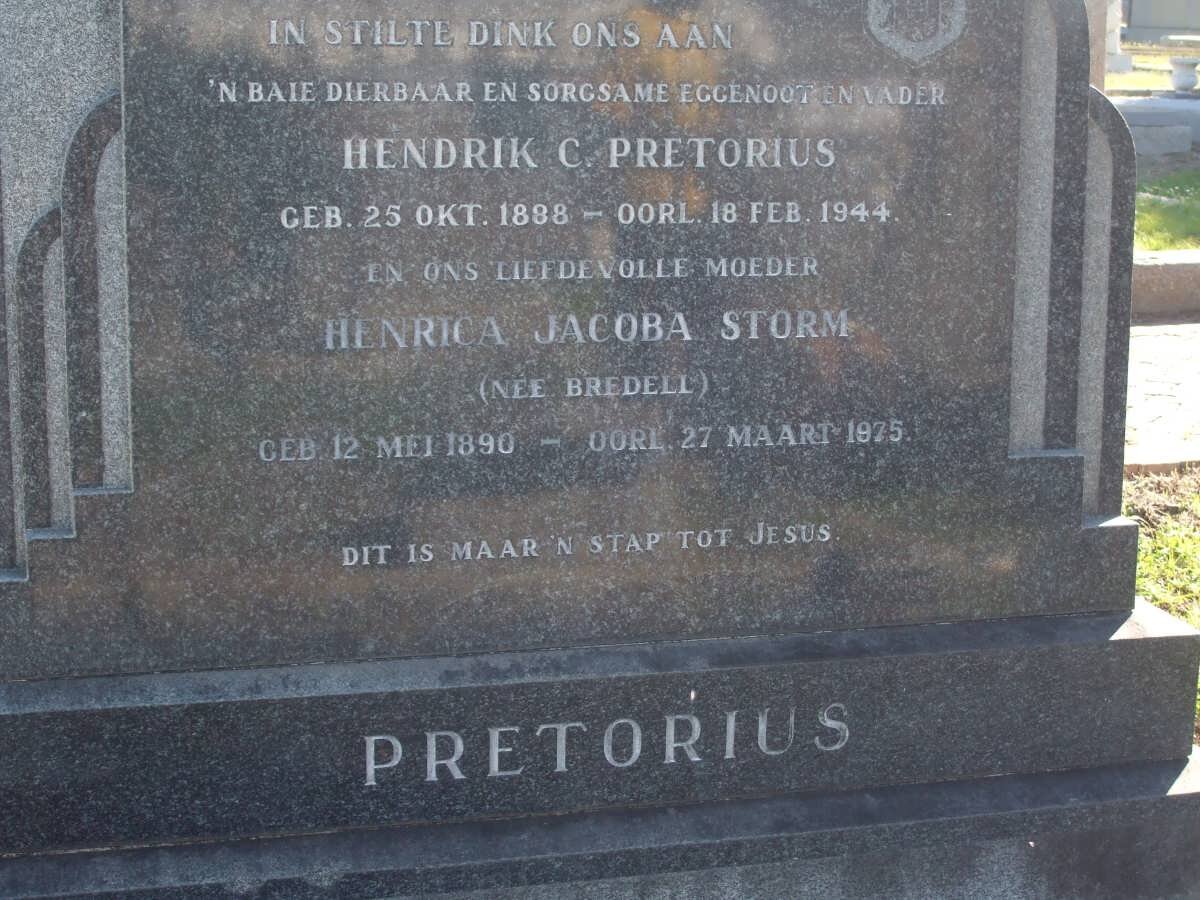 IN STILTE DINK ONS AAN
'N BAIE DIERBAAR EN SORGSAME EGGENOOT EN VADER
HENDRIK C. PRETORIUS
GEB. 25 OKT. 1888 – OORL. 18 FEB. 1944.
EN ONS LIEFDEVOLLE MOEDER
HENRICA JACOBA STORM
(NEE BREDELL)
GEB. 12 MEI 1890 – OORL. 27 MAART 1975.
DIT IS MAAR 'N STAP TOT JESUS.
PRETORIUS